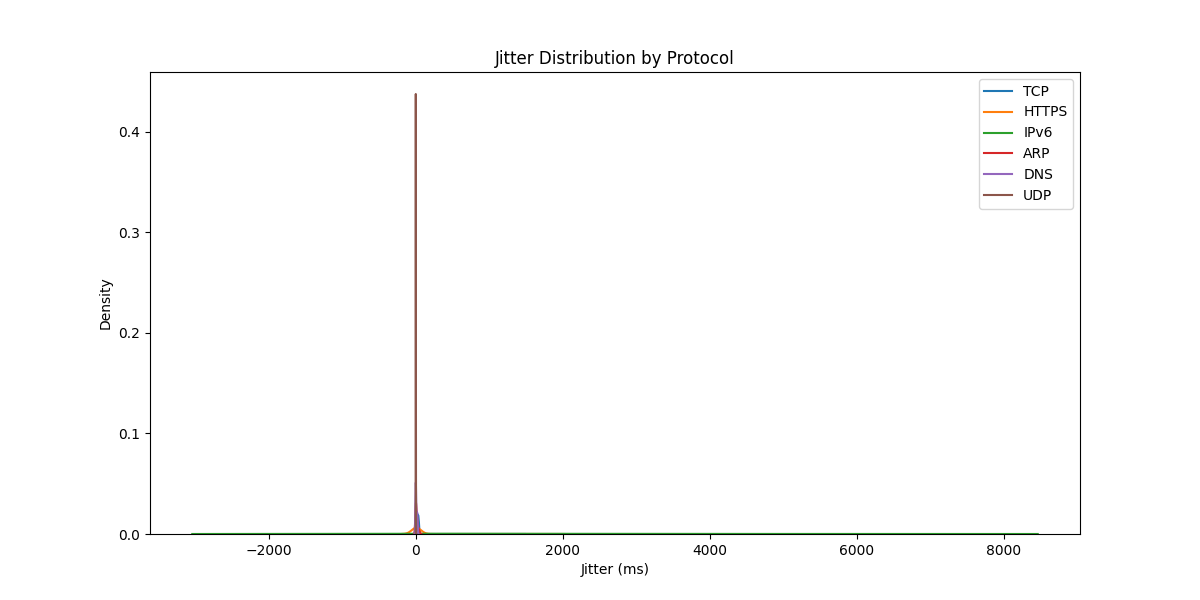 Jitter Distribution by Protocol
TCP
HTTPS
IPv6
ARP
DNS
UDP
0.4
0.3
0.2
0.1
0.0
Density
−2000
0
2000
4000
6000
8000
Jitter (ms)